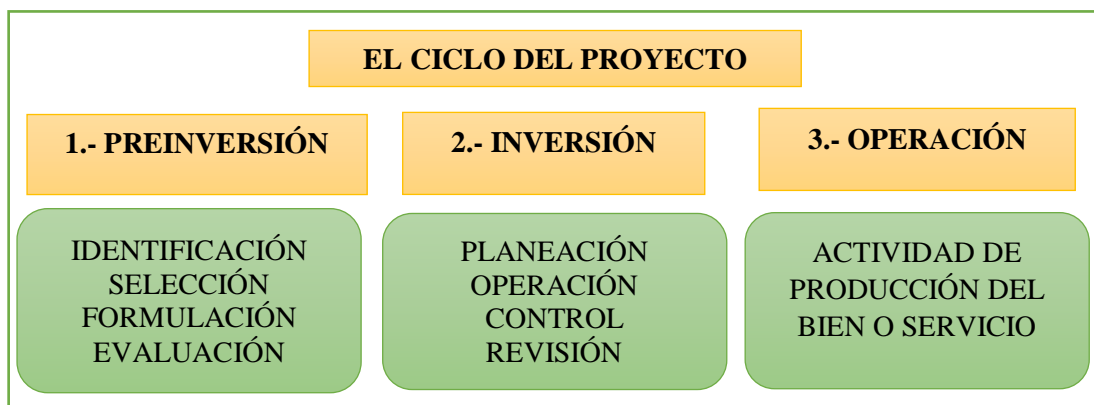 EL CICLO DEL PROYECTO
1.- PREINVERSIÓN
2.- INVERSIÓN
3.- OPERACIÓN
IDENTIFICACIÓN
SELECCIÓN
FORMULACIÓN
EVALUACIÓN
PLANEACIÓN
OPERACIÓN
CONTROL
REVISIÓN
ACTIVIDAD DE
PRODUCCIÓN DEL
BIEN O SERVICIO